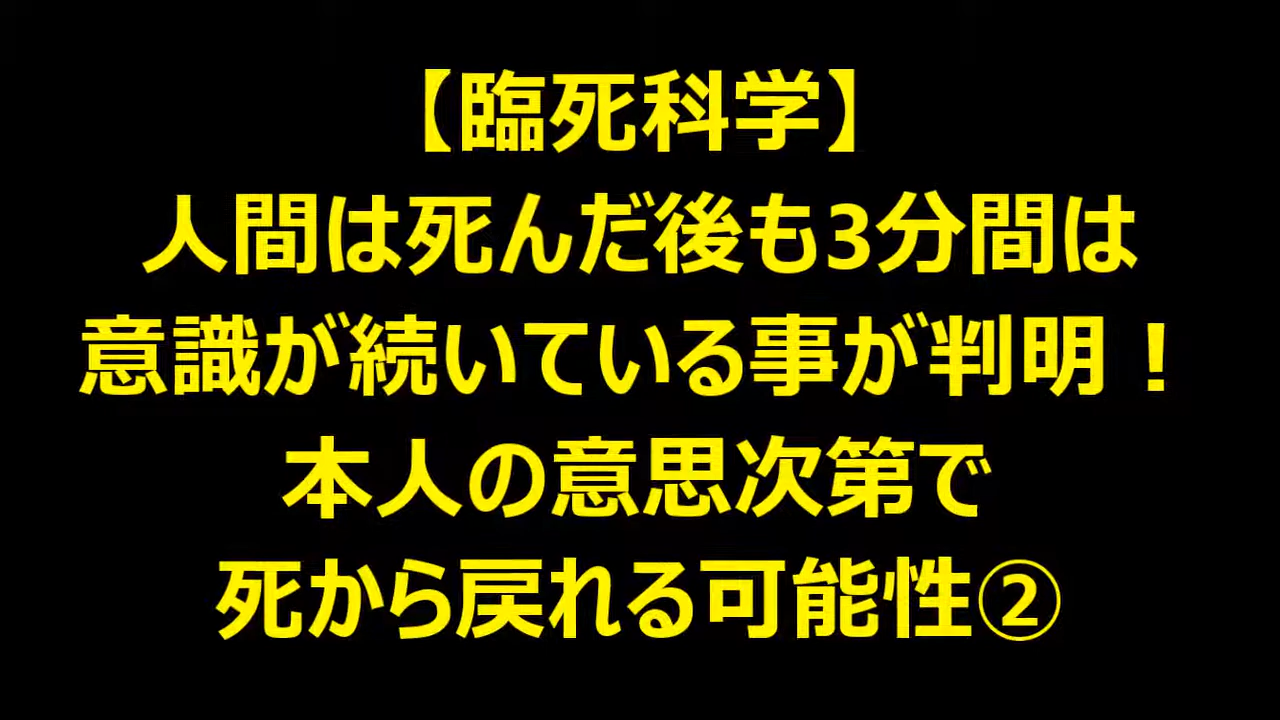 【臨死科学】
人間は死んだ後も3分間は
意識が続いている事が判明！
本人の意思次第で
死から戻れる可能性②